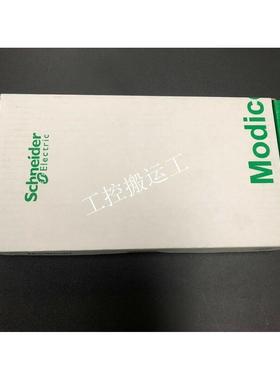 Schneider
Electric
工控搬运工
Modic